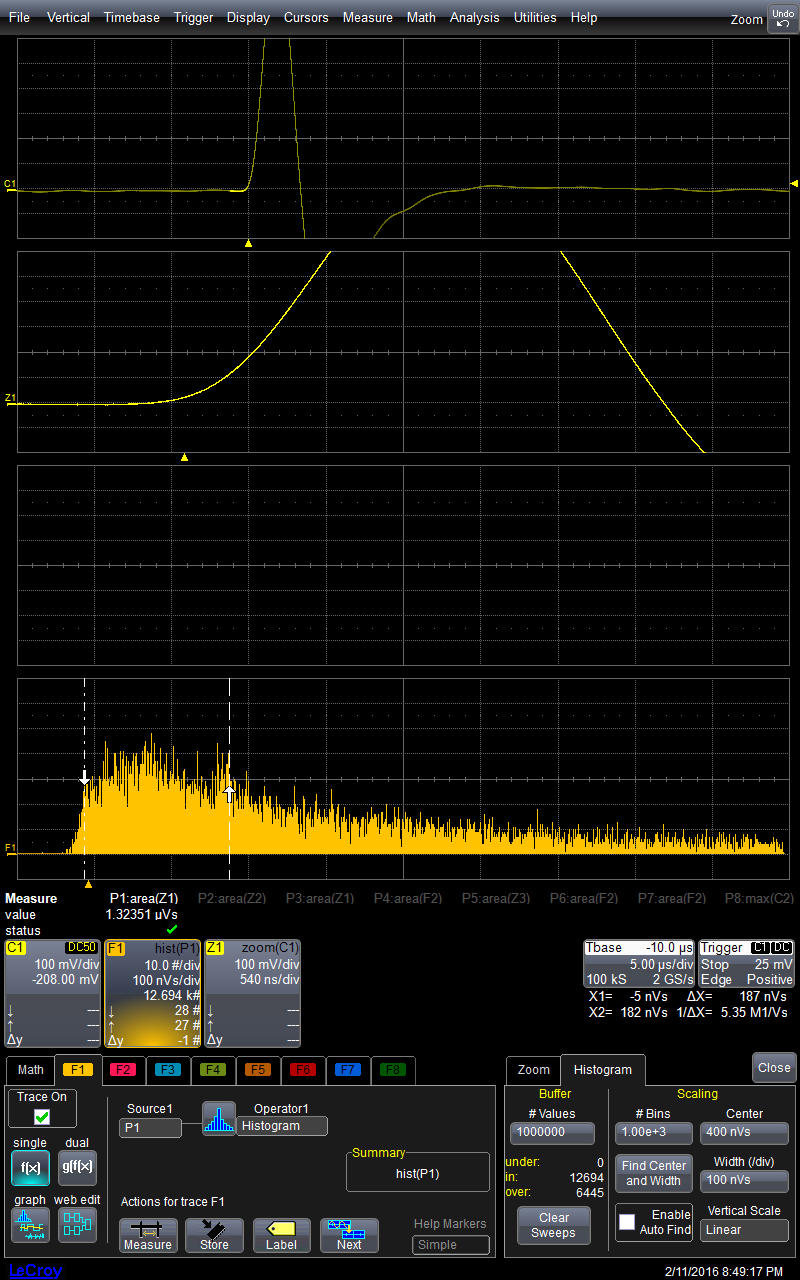 File Vertical Timebase Trigger Display Cursors Measure Math Analysis Utilities Help Zoom Undo
C1
Z1
F1
Measure P1:area(Z1) P2:area(Z2) P3:area(Z1) P4:area(F2) P5:area(Z3) P6:area(F2) P7:area(F2) P8:max(C2)
value 1.32351 µVs
status
C1 DC50 F1 hist(P1) Z1 zoom(C1) Tbase -10.0 µs Trigger C1 DC
100 mV/div 10.0 #/div 100 mV/div 5.00 µs/div Stop 25 mV
-208.00 mV 100 nVs/div 540 ns/div 100 kS 2 GS/s Edge Positive
12.694 k# X1= -5 nVs ΔX= 187 nVs
↓ --- ↓ 28 # ↓ --- X2= 182 nVs 1/ΔX= 5.35 M1/Vs
↑ --- ↑ 27 # ↑ ---
Δy --- Δy -1 # Δy ---
Math F1 F2 F3 F4 F5 F6 F7 F8 Zoom Histogram Close
Trace On
single dual
f(x) g(f(x))
graph web edit
Source1 Operator1
P1 Histogram
Summary
hist(P1)
Actions for trace F1
Measure Store Label Next
Help Markers
Simple
Buffer
# Values
1000000
under: 0
in: 12694
over: 6445
Clear
Sweeps
Scaling
# Bins Center
1.00e+3 400 nVs
Find Center
and Width
Width (/div)
100 nVs
Enable
Auto Find
Vertical Scale
Linear
LeCroy 2/11/2016 8:49:17 PM